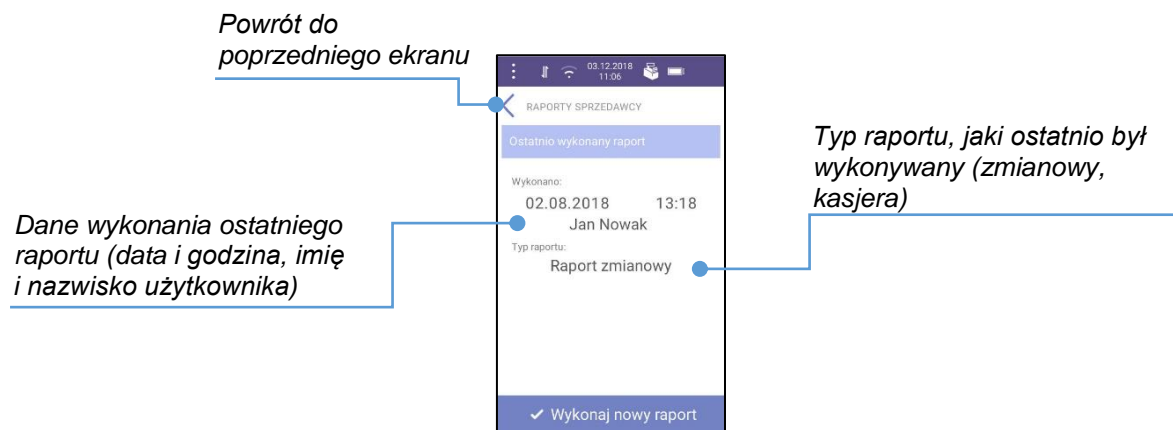 Powrót do
poprzedniego ekranu
03.12.2018
11:06
RAPORTY SPRZEDAWCY
Ostatnio wykonany raport
Typ raportu, jaki ostatnio był
wykonywany (zmianowy,
kasjera)
Wykonano:
02.08.2018 13:18
Jan Nowak
Dane wykonania ostatniego
raportu (data i godzina, imię
i nazwisko użytkownika)
Typ raportu:
Raport zmianowy
Wykonaj nowy raport